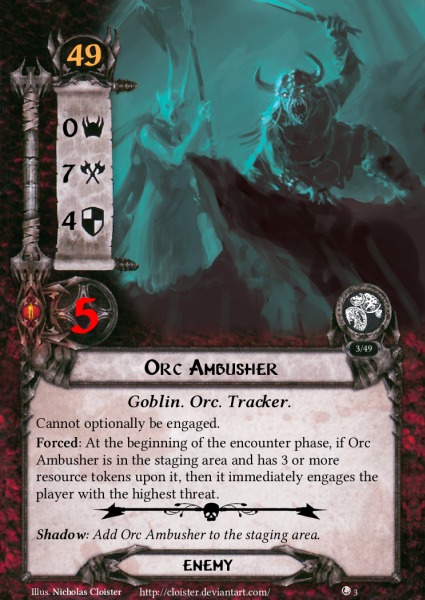 49
0
7
4
5
3/49
Orc Ambusher
Goblin. Orc. Tracker.
Cannot optionally be engaged.
Forced: At the beginning of the encounter phase, if Orc
Ambusher is in the staging area and has 3 or more
resource tokens upon it, then it immediately engages the
player with the highest threat.
Shadow: Add Orc Ambusher to the staging area.
ENEMY
Illus. Nicholas Cloister http://cloister.deviantart.com/ 3